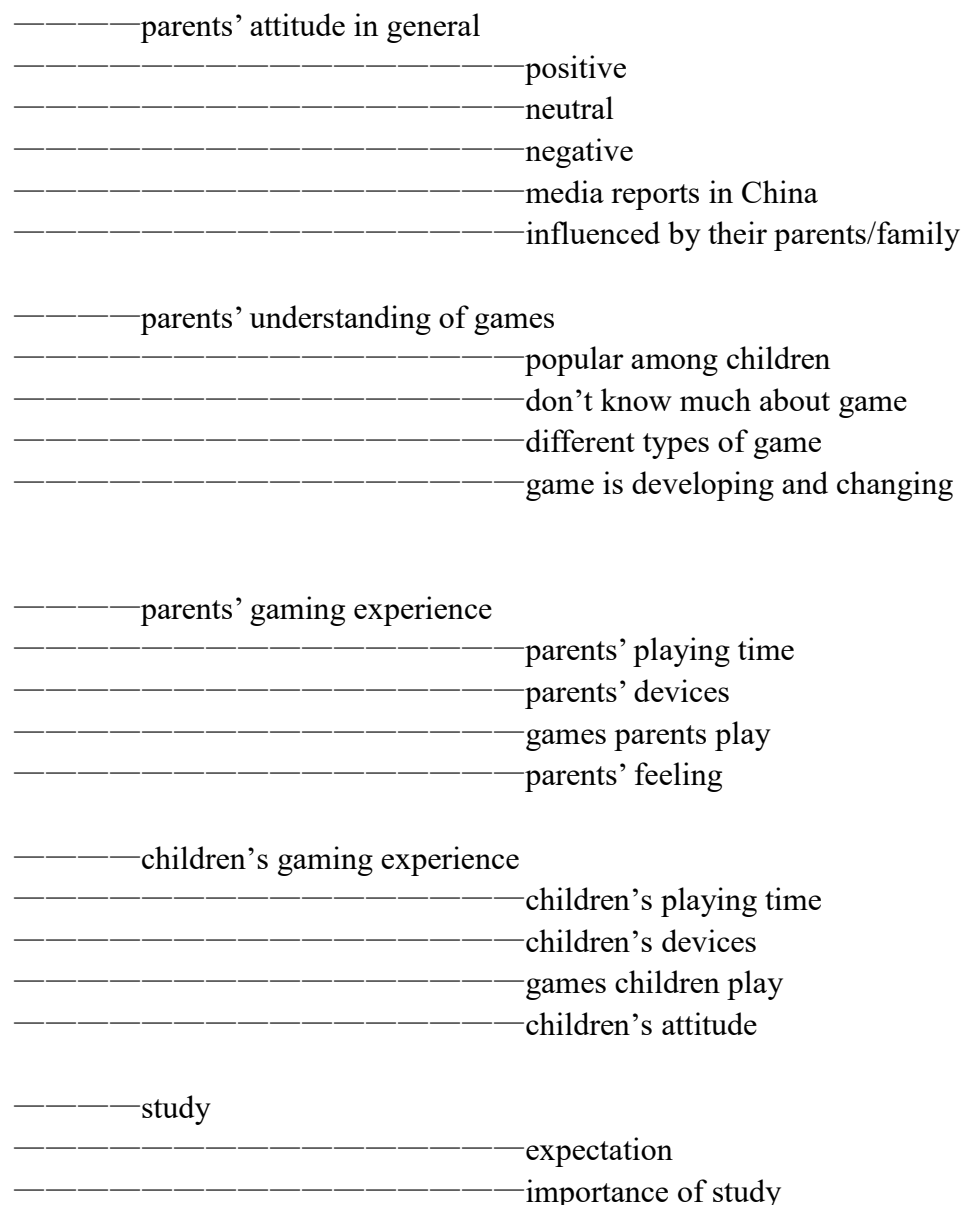 ————parents’ attitude in general
————————————————positive
————————————————neutral
————————————————negative
————————————————media reports in China
————————————————influenced by their parents/family
————parents’ understanding of games
————————————————popular among children
————————————————don’t know much about game
————————————————different types of game
————————————————game is developing and changing
————parents’ gaming experience
————————————————parents’ playing time
————————————————parents’ devices
————————————————games parents play
————————————————parents’ feeling
————children’s gaming experience
————————————————children’s playing time
————————————————children’s devices
————————————————games children play
————————————————children’s attitude
————study
————————————————expectation
————————————————importance of study